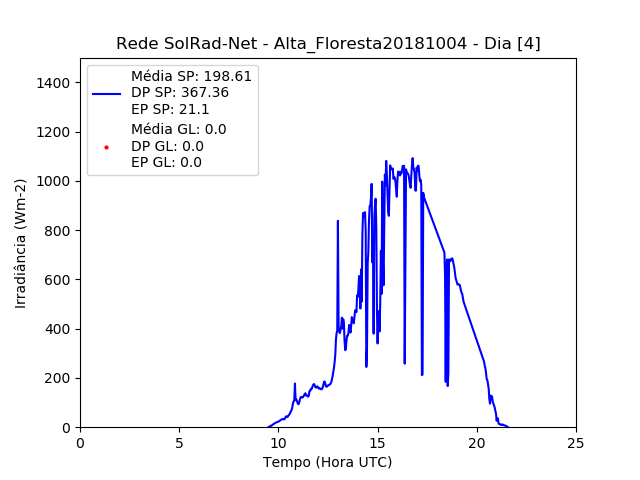 Rede SolRad-Net - Alta_Floresta20181004 - Dia [4]
Média SP: 198.61
DP SP: 367.36
EP SP: 21.1
Média GL: 0.0
DP GL: 0.0
EP GL: 0.0
1400
1200
1000
800
600
400
200
0
Irradiância (Wm-2)
0 5 10 15 20 25
Tempo (Hora UTC)